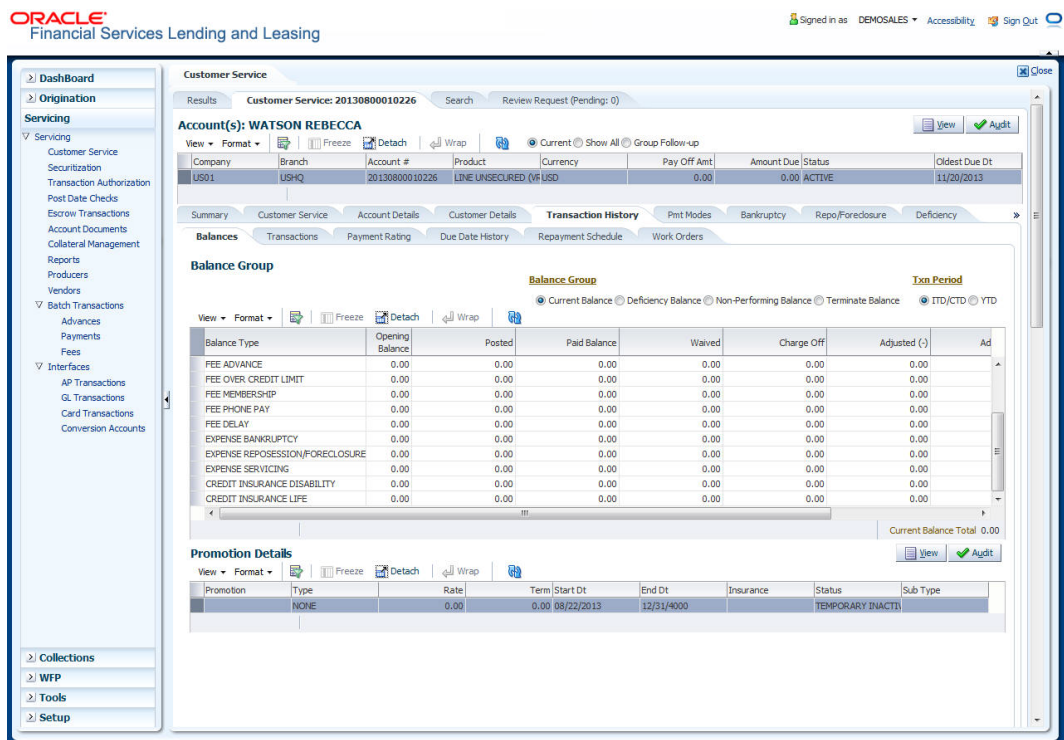 ORACLE
Financial Services Lending and Leasing
Signed in as DEMOSALES Accessibility Sign Out
Close
DashBoard
Origination
Servicing
Servicing
Customer Service
Securitization
Transaction Authorization
Post Date Checks
Escrow Transactions
Account Documents
Collateral Management
Reports
Producers
Vendors
Batch Transactions
Advances
Payments
Fees
Interfaces
AP Transactions
GL Transactions
Card Transactions
Conversion Accounts
Collections
WFP
Tools
Setup
Customer Service
Results Customer Service: 20130800010226 Search Review Request (Pending: 0)
Account(s): WATSON REBECCA View Audit
View Format Freeze Detach Wrap Current Show All Group Follow-up
Company Branch Account # Product Currency Pay Off Amt Amount Due Status Oldest Due Dt
US01 USHQ 20130800010226 LINE UNSECURED (VR USD 0.00 0.00 ACTIVE 11/20/2013
Summary Customer Service Account Details Customer Details Transaction History Pmt Modes Bankruptcy Repo/Foreclosure Deficiency »
Balances Transactions Payment Rating Due Date History Repayment Schedule Work Orders
Balance Group
Balance Group Txn Period
Current Balance Deficiency Balance Non-Performing Balance Terminate Balance ITD/CTD YTD
View Format Freeze Detach Wrap
Balance Type Opening Balance Posted Paid Balance Waived Charge Off Adjusted (-) Ad
FEE ADVANCE 0.00 0.00 0.00 0.00 0.00 0.00
FEE OVER CREDIT LIMIT 0.00 0.00 0.00 0.00 0.00 0.00
FEE MEMBERSHIP 0.00 0.00 0.00 0.00 0.00 0.00
FEE PHONE PAY 0.00 0.00 0.00 0.00 0.00 0.00
FEE DELAY 0.00 0.00 0.00 0.00 0.00 0.00
EXPENSE BANKRUPTCY 0.00 0.00 0.00 0.00 0.00 0.00
EXPENSE REPOSESSION/FORECLOSURE 0.00 0.00 0.00 0.00 0.00 0.00
EXPENSE SERVICING 0.00 0.00 0.00 0.00 0.00 0.00
CREDIT INSURANCE DISABILITY 0.00 0.00 0.00 0.00 0.00 0.00
CREDIT INSURANCE LIFE 0.00 0.00 0.00 0.00 0.00 0.00
Current Balance Total 0.00
Promotion Details View Audit
View Format Freeze Detach Wrap
Promotion Type Rate Term Start Dt End Dt Insurance Status Sub Type
NONE 0.00 0.00 08/22/2013 12/31/4000 TEMPORARY INACTIV